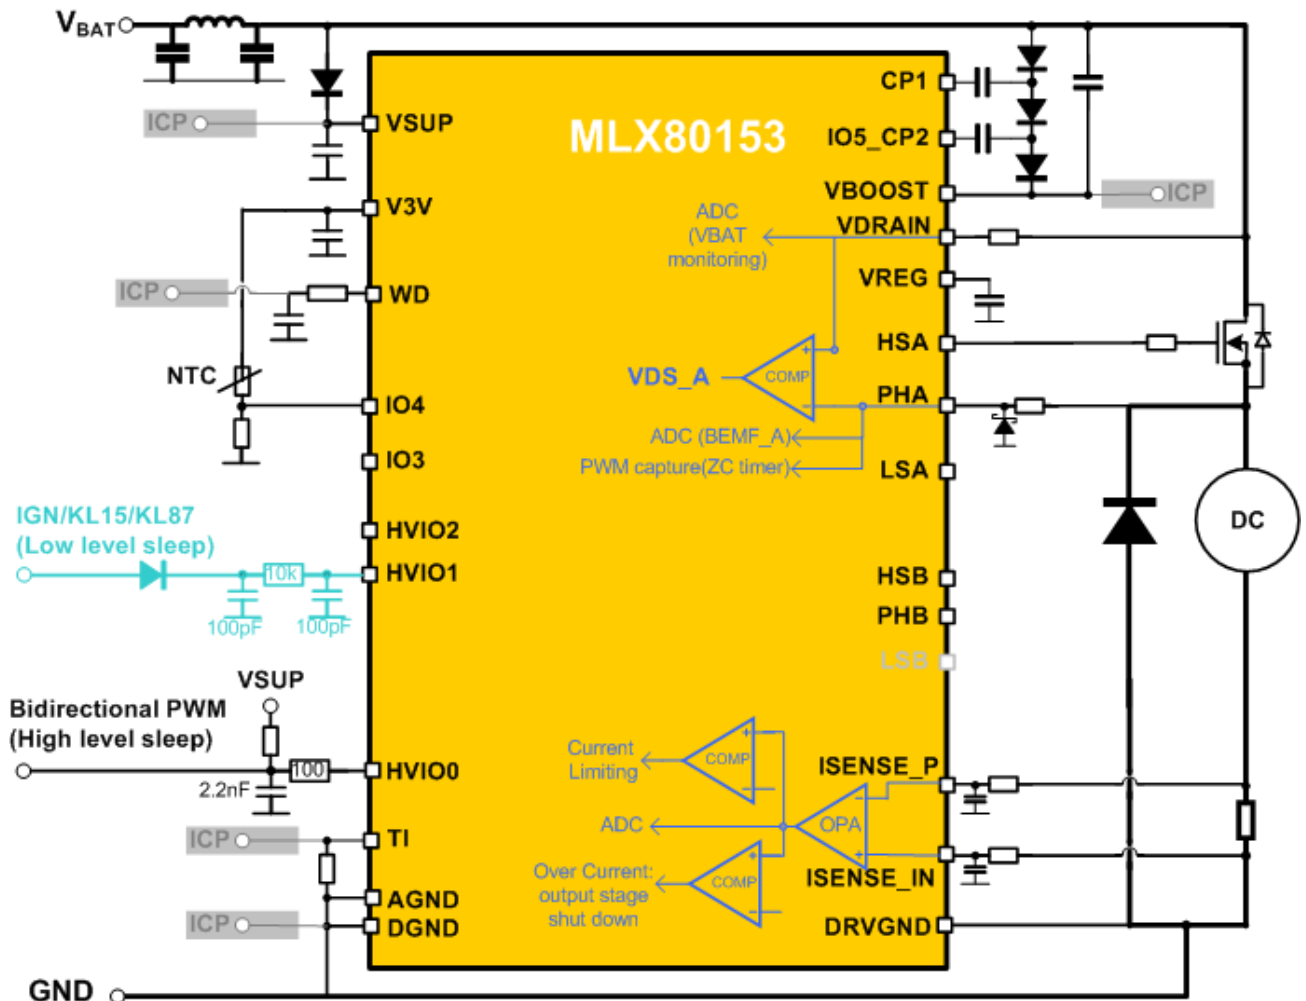 VBAT
CP1
ICP
VSUP
MLX80153
IO5_CP2
VBOOST
ICP
V3V
ADC
(VBAT
monitoring)
VDRAIN
ICP
WD
VREG
HSA
NTC
VDS_A
COMP
PHA
IO4
ADC (BEMF_A)
IO3
PWM capture(ZC timer)
LSA
IGN/KL15/KL87
(Low level sleep)
HVIO2
DC
10k
HVIO1
HSB
100pF
100pF
PHB
LSB
VSUP
Bidirectional PWM
(High level sleep)
Current
Limiting
COMP
ISENSE_P
100
HVIO0
2.2nF
ADC
OPA
ICP
TI
Over Current:
output stage
shut down
COMP
ISENSE_IN
AGND
ICP
DGND
DRVGND
GND
+
−
+
−
+
−
−
+